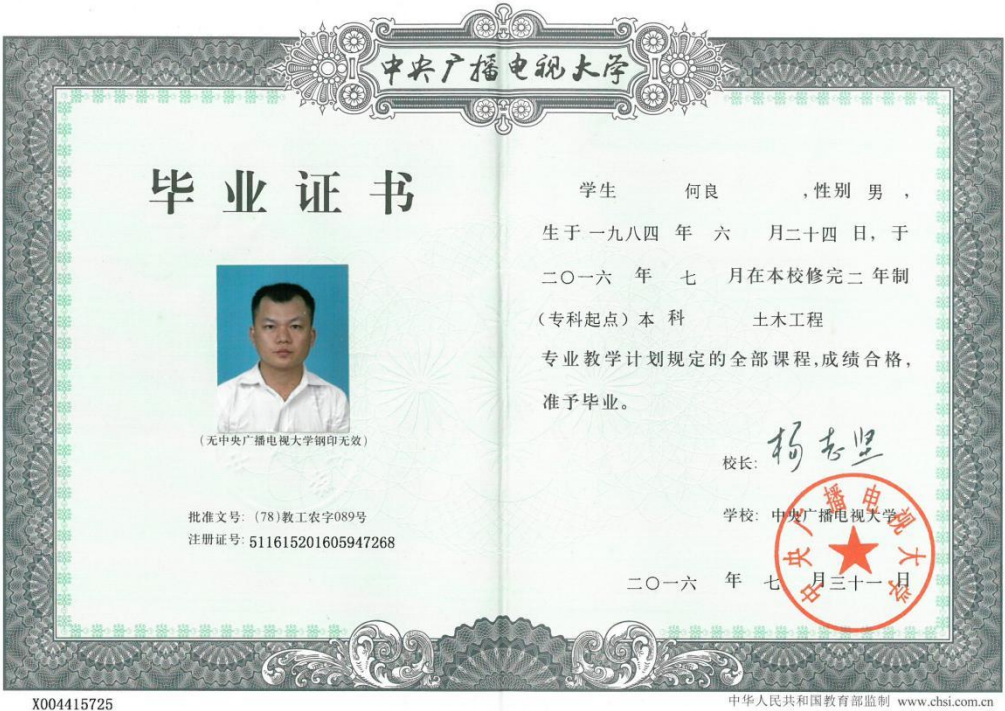 中央广播电视大学
毕业证书
(无中央广播电视大学钢印无效)
批准文号: (78)教工农字089号
注册证号: 511615201605947268
学生 何良 ,性别 男 ,
生于 一九八四 年 六 月二十四 日, 于
二〇一六 年 七 月在本校修完二 年制
(专科起点)本 科 土木工程
专业教学计划规定的全部课程,成绩合格,
准予毕业。
校长: 杨志坚
学校: 中央广播电视大学
中央广播电视大学
二〇一六 年 七 月三十一 日
X004415725
中华人民共和国教育部监制 www.chsi.com.cn